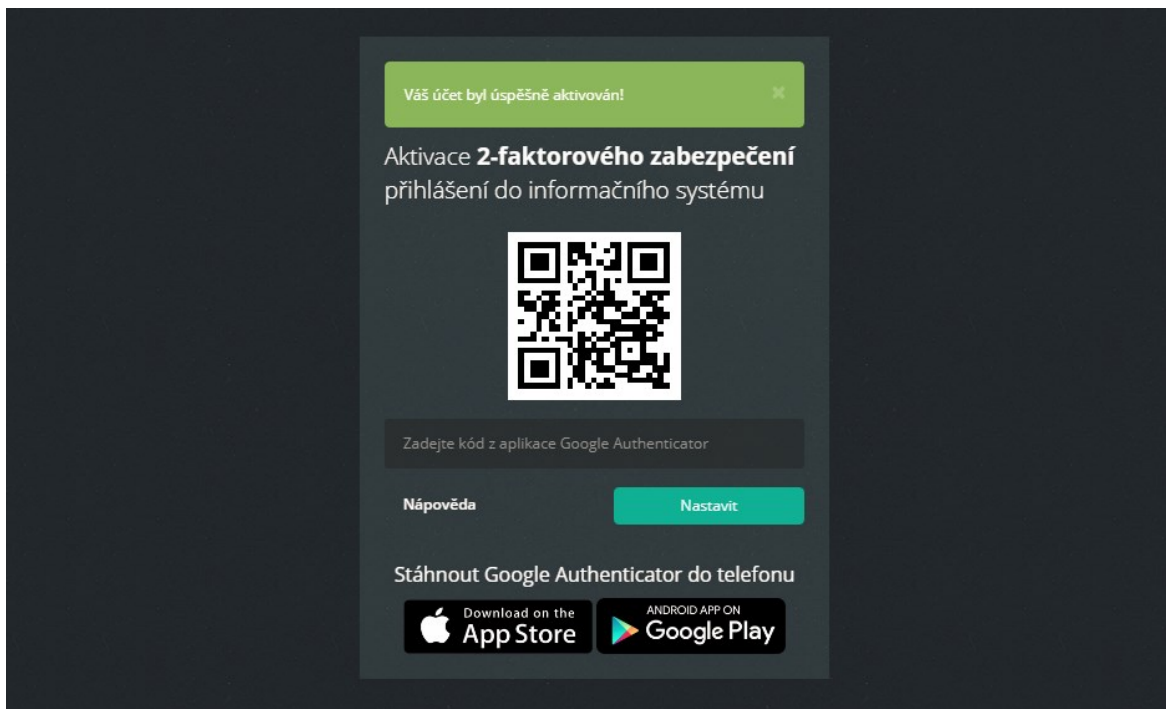 Váš účet byl úspěšně aktivován!
Aktivace 2-faktorového zabezpečení
přihlášení do informačního systému
Zadejte kód z aplikace Google Authenticator
Nápověda
Nastavit
Stáhnout Google Authenticator do telefonu
Download on the
App Store
ANDROID APP ON
Google Play